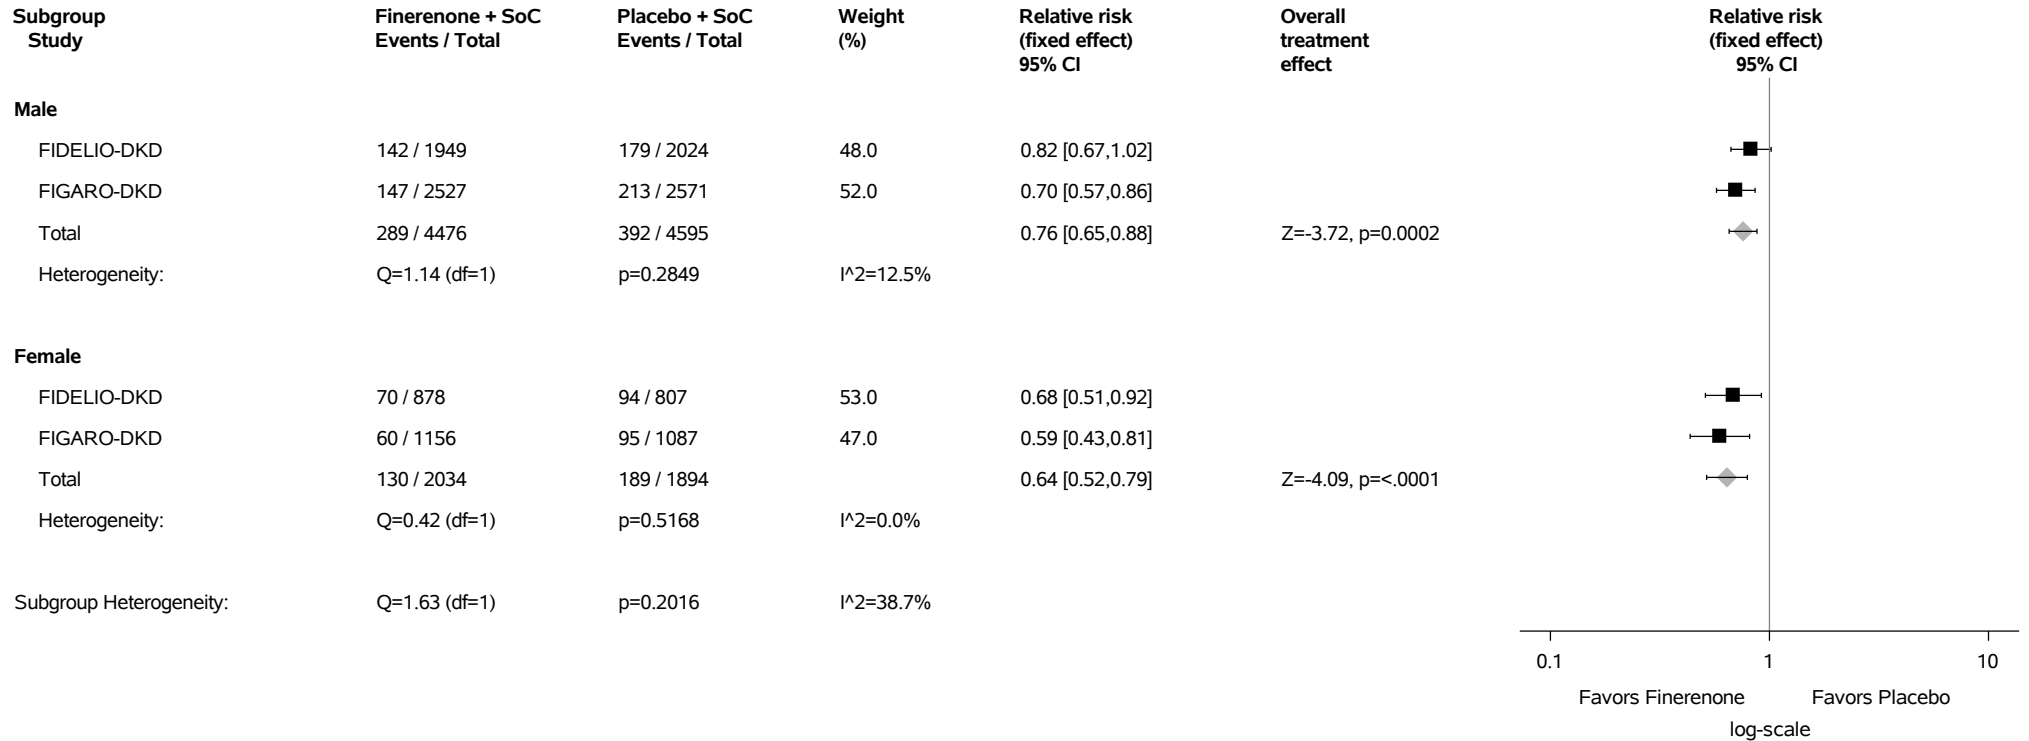 Subgroup Finerenone + SoC Placebo + SoC Weight Relative risk Overall Relative risk
Study Events / Total Events / Total (%) (fixed effect) treatment (fixed effect)
95% CI effect 95% CI
Male
FIDELIO-DKD 142 / 1949 179 / 2024 48.0 0.82 [0.67,1.02]
FIGARO-DKD 147 / 2527 213 / 2571 52.0 0.70 [0.57,0.86]
Total 289 / 4476 392 / 4595 0.76 [0.65,0.88] Z=-3.72, p=0.0002
Heterogeneity: Q=1.14 (df=1) p=0.2849 I^2=12.5%
Female
FIDELIO-DKD 70 / 878 94 / 807 53.0 0.68 [0.51,0.92]
FIGARO-DKD 60 / 1156 95 / 1087 47.0 0.59 [0.43,0.81]
Total 130 / 2034 189 / 1894 0.64 [0.52,0.79] Z=-4.09, p=<.0001
Heterogeneity: Q=0.42 (df=1) p=0.5168 I^2=0.0%
Subgroup Heterogeneity: Q=1.63 (df=1) p=0.2016 I^2=38.7%
0.1 1 10
Favors Finerenone Favors Placebo
log-scale